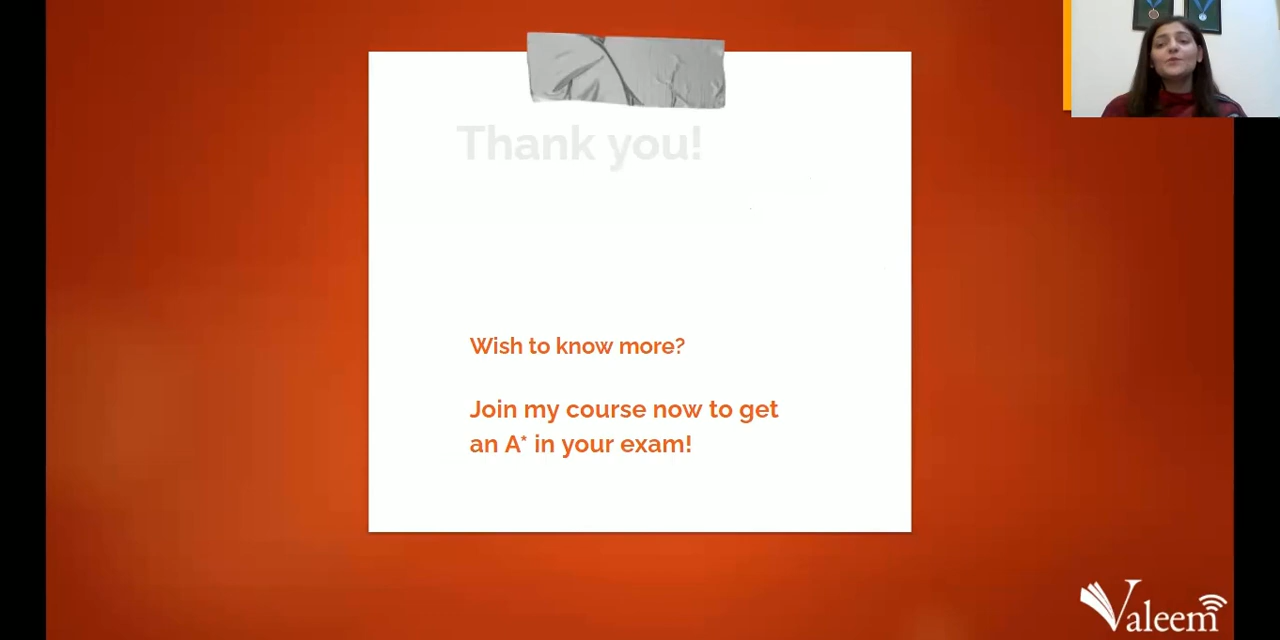 Thank you!
Wish to know more?
Join my course now to get
an A* in your exam!
Valeem